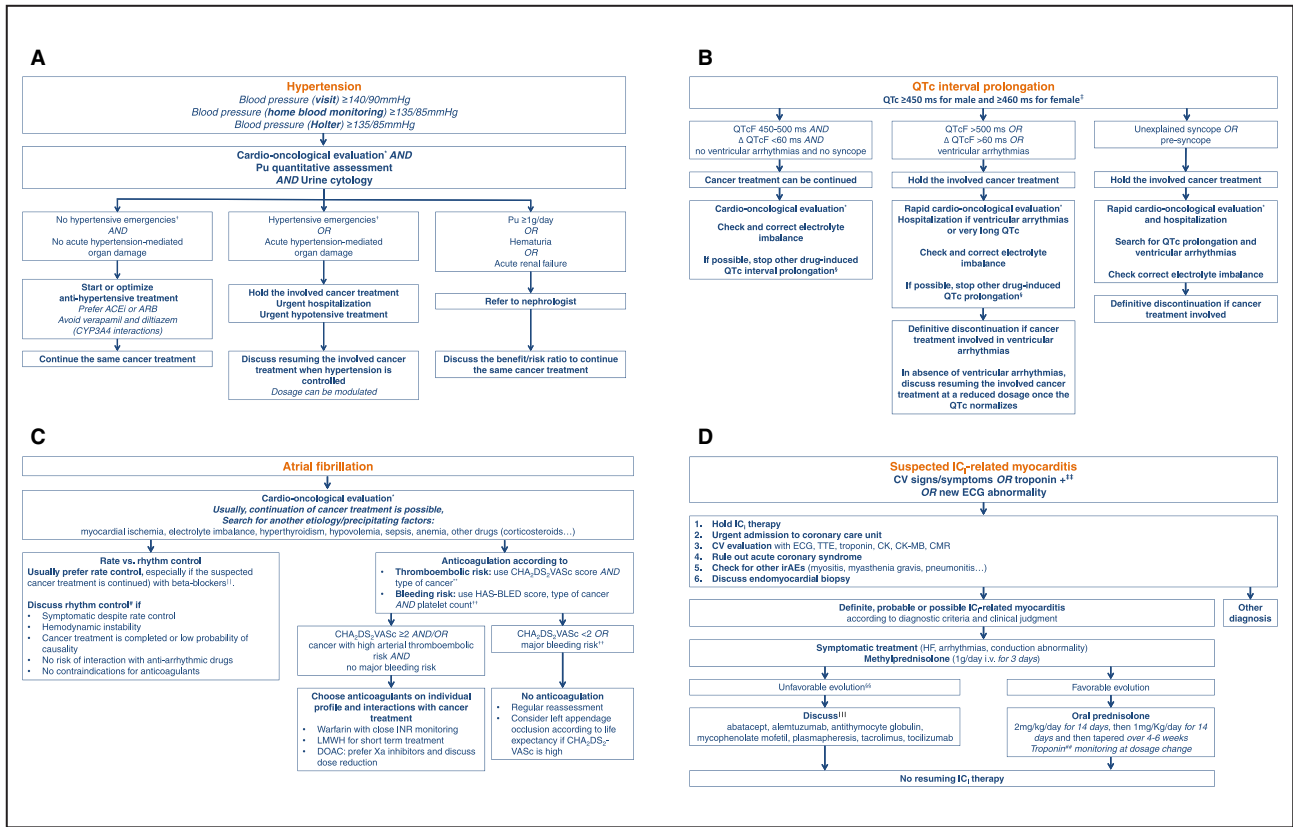 A
Hypertension
Blood pressure (visit) ≥140/90mmHg
Blood pressure (home blood monitoring) ≥135/85mmHg
Blood pressure (Holter) ≥135/85mmHg
Cardio-oncological evaluation* AND
Pu quantitative assessment
AND Urine cytology
No hypertensive emergencies†
AND
No acute hypertension-mediated
organ damage
Start or optimize
anti-hypertensive treatment
Prefer ACEi or ARB
Avoid verapamil and diltiazem
(CYP3A4 interactions)
Continue the same cancer treatment
Hypertensive emergencies†
OR
Acute hypertension-mediated
organ damage
Hold the involved cancer treatment
Urgent hospitalization
Urgent hypotensive treatment
Discuss resuming the involved cancer
treatment when hypertension is
controlled
Dosage can be modulated
Pu ≥1g/day
OR
Hematuria
OR
Acute renal failure
Refer to nephrologist
Discuss the benefit/risk ratio to continue
the same cancer treatment
B
QTc interval prolongation
QTc ≥450 ms for male and ≥460 ms for female‡
QTcF 450-500 ms AND
Δ QTcF <60 ms AND
no ventricular arrhythmias and no syncope
Cancer treatment can be continued
Cardio-oncological evaluation*
Check and correct electrolyte
imbalance
If possible, stop other drug-induced
QTc interval prolongation§
QTcF >500 ms OR
Δ QTcF >60 ms OR
ventricular arrhythmias
Hold the involved cancer treatment
Rapid cardio-oncological evaluation*
Hospitalization if ventricular arrythmias
or very long QTc
Check and correct electrolyte
imbalance
If possible, stop other drug-induced
QTc prolongation§
Definitive discontinuation if cancer
treatment involved in ventricular
arrhythmias
In absence of ventricular arrhythmias,
discuss resuming the involved cancer
treatment at a reduced dosage once the
QTc normalizes
Unexplained syncope OR
pre-syncope
Hold the involved cancer treatment
Rapid cardio-oncological evaluation*
and hospitalization
Search for QTc prolongation and
ventricular arrhythmias
Check correct electrolyte imbalance
Definitive discontinuation if cancer
treatment involved
C
Atrial fibrillation
Cardio-oncological evaluation*
Usually, continuation of cancer treatment is possible,
Search for another etiology/precipitating factors:
myocardial ischemia, electrolyte imbalance, hyperthyroidism, hypovolemia, sepsis, anemia, other drugs (corticosteroids…)
Rate vs. rhythm control
Usually prefer rate control, especially if the suspected
cancer treatment is continued) with beta-blockers||.
Discuss rhythm control# if
• Symptomatic despite rate control
• Hemodynamic instability
• Cancer treatment is completed or low probability of
causality
• No risk of interaction with anti-arrhythmic drugs
• No contraindications for anticoagulants
Anticoagulation according to
• Thromboembolic risk: use CHA₂DS₂VASc score AND
type of cancer**
• Bleeding risk: use HAS-BLED score, type of cancer
AND platelet count††
CHA₂DS₂VASc ≥2 AND/OR
cancer with high arterial thromboembolic
risk AND
no major bleeding risk
Choose anticoagulants on individual
profile and interactions with cancer
treatment
• Warfarin with close INR monitoring
• LMWH for short term treatment
• DOAC: prefer Xa inhibitors and discuss
dose reduction
CHA₂DS₂VASc <2 OR
major bleeding risk††
No anticoagulation
• Regular reassessment
• Consider left appendage
occlusion according to life
expectancy if CHA₂DS₂-
VASc is high
D
Suspected ICI-related myocarditis
CV signs/symptoms OR troponin +‡‡
OR new ECG abnormality
1. Hold ICI therapy
2. Urgent admission to coronary care unit
3. CV evaluation with ECG, TTE, troponin, CK, CK-MB, CMR
4. Rule out acute coronary syndrome
5. Check for other irAEs (myositis, myasthenia gravis, pneumonitis…)
6. Discuss endomyocardial biopsy
Definite, probable or possible ICI-related myocarditis
according to diagnostic criteria and clinical judgment
Other
diagnosis
Symptomatic treatment (HF, arrhythmias, conduction abnormality)
Methylprednisolone (1g/day i.v. for 3 days)
Unfavorable evolution§§
Discuss||||
abatacept, alemtuzumab, antithymocyte globulin,
mycophenolate mofetil, plasmapheresis, tacrolimus, tocilizumab
Favorable evolution
Oral prednisolone
2mg/kg/day for 14 days, then 1mg/Kg/day for 14
days and then tapered over 4-6 weeks
Troponin## monitoring at dosage change
No resuming ICI therapy